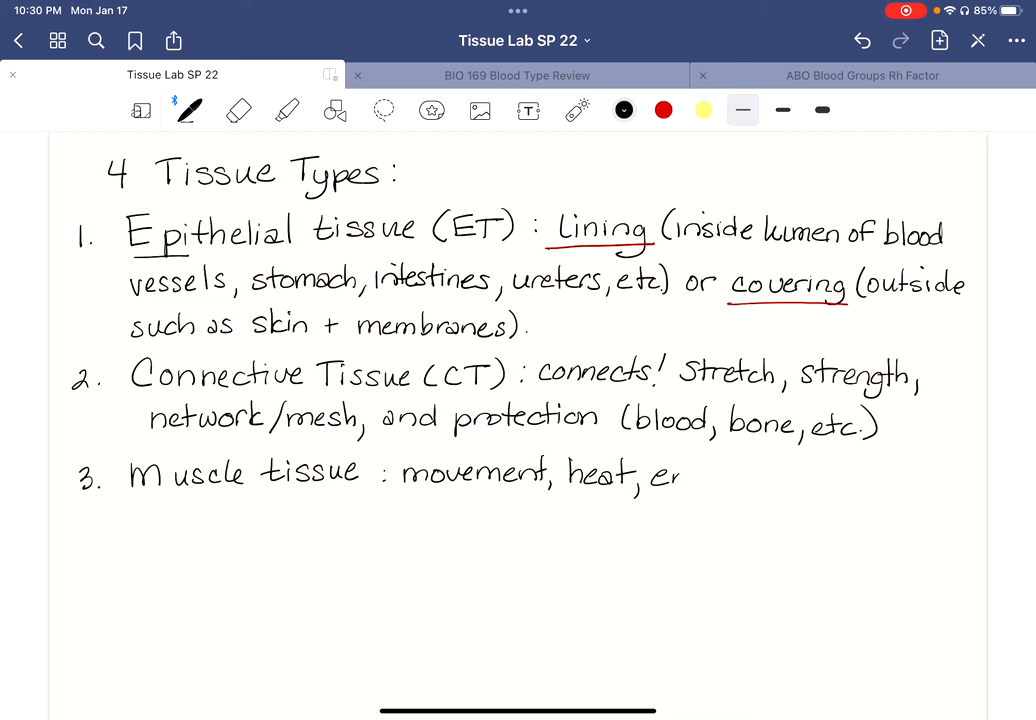 10:30 PM Mon Jan 17
85%
Tissue Lab SP 22
Tissue Lab SP 22
BIO 169 Blood Type Review
ABO Blood Groups Rh Factor
4 Tissue Types:
1. Epithelial tissue (ET) : Lining (inside lumen of blood
vessels, stomach, intestines, ureters, etc.) or covering (outside
such as skin + membranes).
2. Connective Tissue (CT) : connects! Stretch, strength,
network/mesh, and protection (blood, bone, etc.)
3. Muscle tissue : movement, heat, er